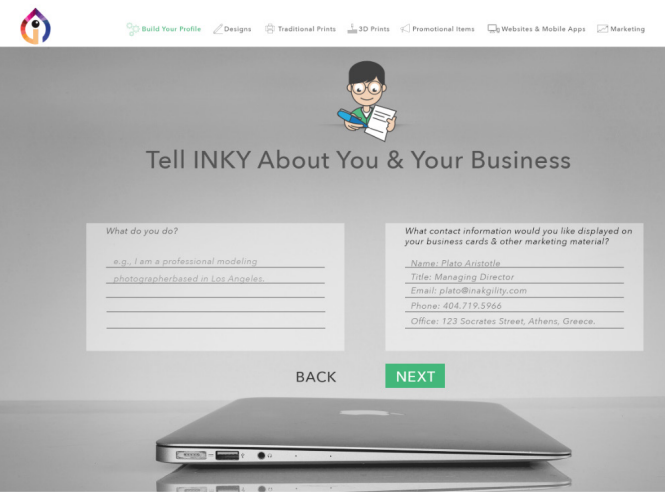 Build Your Profile Designs Traditional Prints 3D Prints Promotional Items Websites & Mobile Apps Marketing
Tell INKY About You & Your Business
What do you do?
e.g., I am a professional modeling
photographerbased in Los Angeles.
What contact information would you like displayed on
your business cards & other marketing material?
Name: Plato Aristotle
Title: Managing Director
Email: plato@inakgility.com
Phone: 404.719.5966
Office: 123 Socrates Street, Athens, Greece.
BACK NEXT